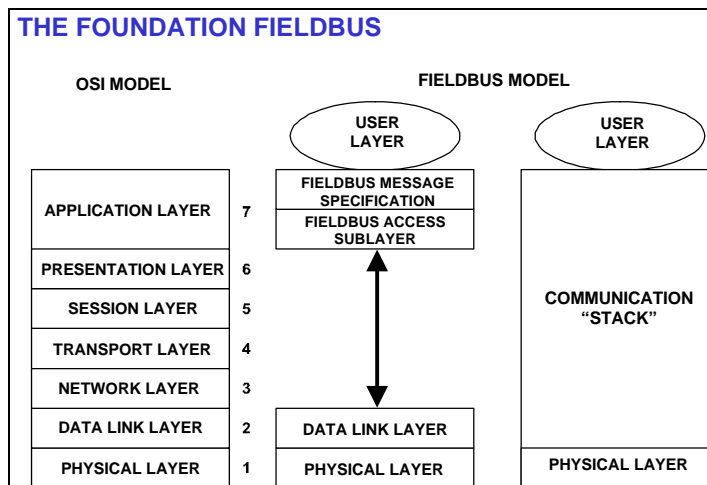 THE FOUNDATION FIELDBUS
OSI MODEL
FIELDBUS MODEL
USER
LAYER
USER
LAYER
APPLICATION LAYER 7
FIELDBUS MESSAGE
SPECIFICATION
FIELDBUS ACCESS
SUBLAYER
PRESENTATION LAYER 6
SESSION LAYER 5
TRANSPORT LAYER 4
NETWORK LAYER 3
DATA LINK LAYER 2
PHYSICAL LAYER 1
DATA LINK LAYER
PHYSICAL LAYER
COMMUNICATION
“STACK”
PHYSICAL LAYER